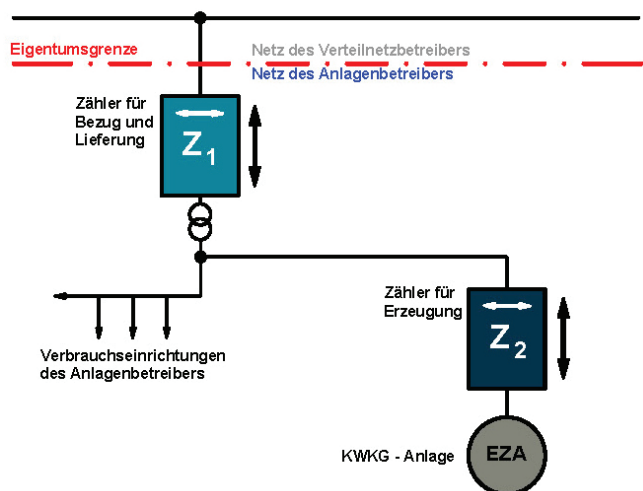 Eigentumsgrenze
Netz des Verteilnetzbetreibers
Netz des Anlagenbetreibers
Zähler für
Bezug und
Lieferung
Z1
Zähler für
Erzeugung
Z2
Verbrauchseinrichtungen
des Anlagenbetreibers
KWKG - Anlage
EZA